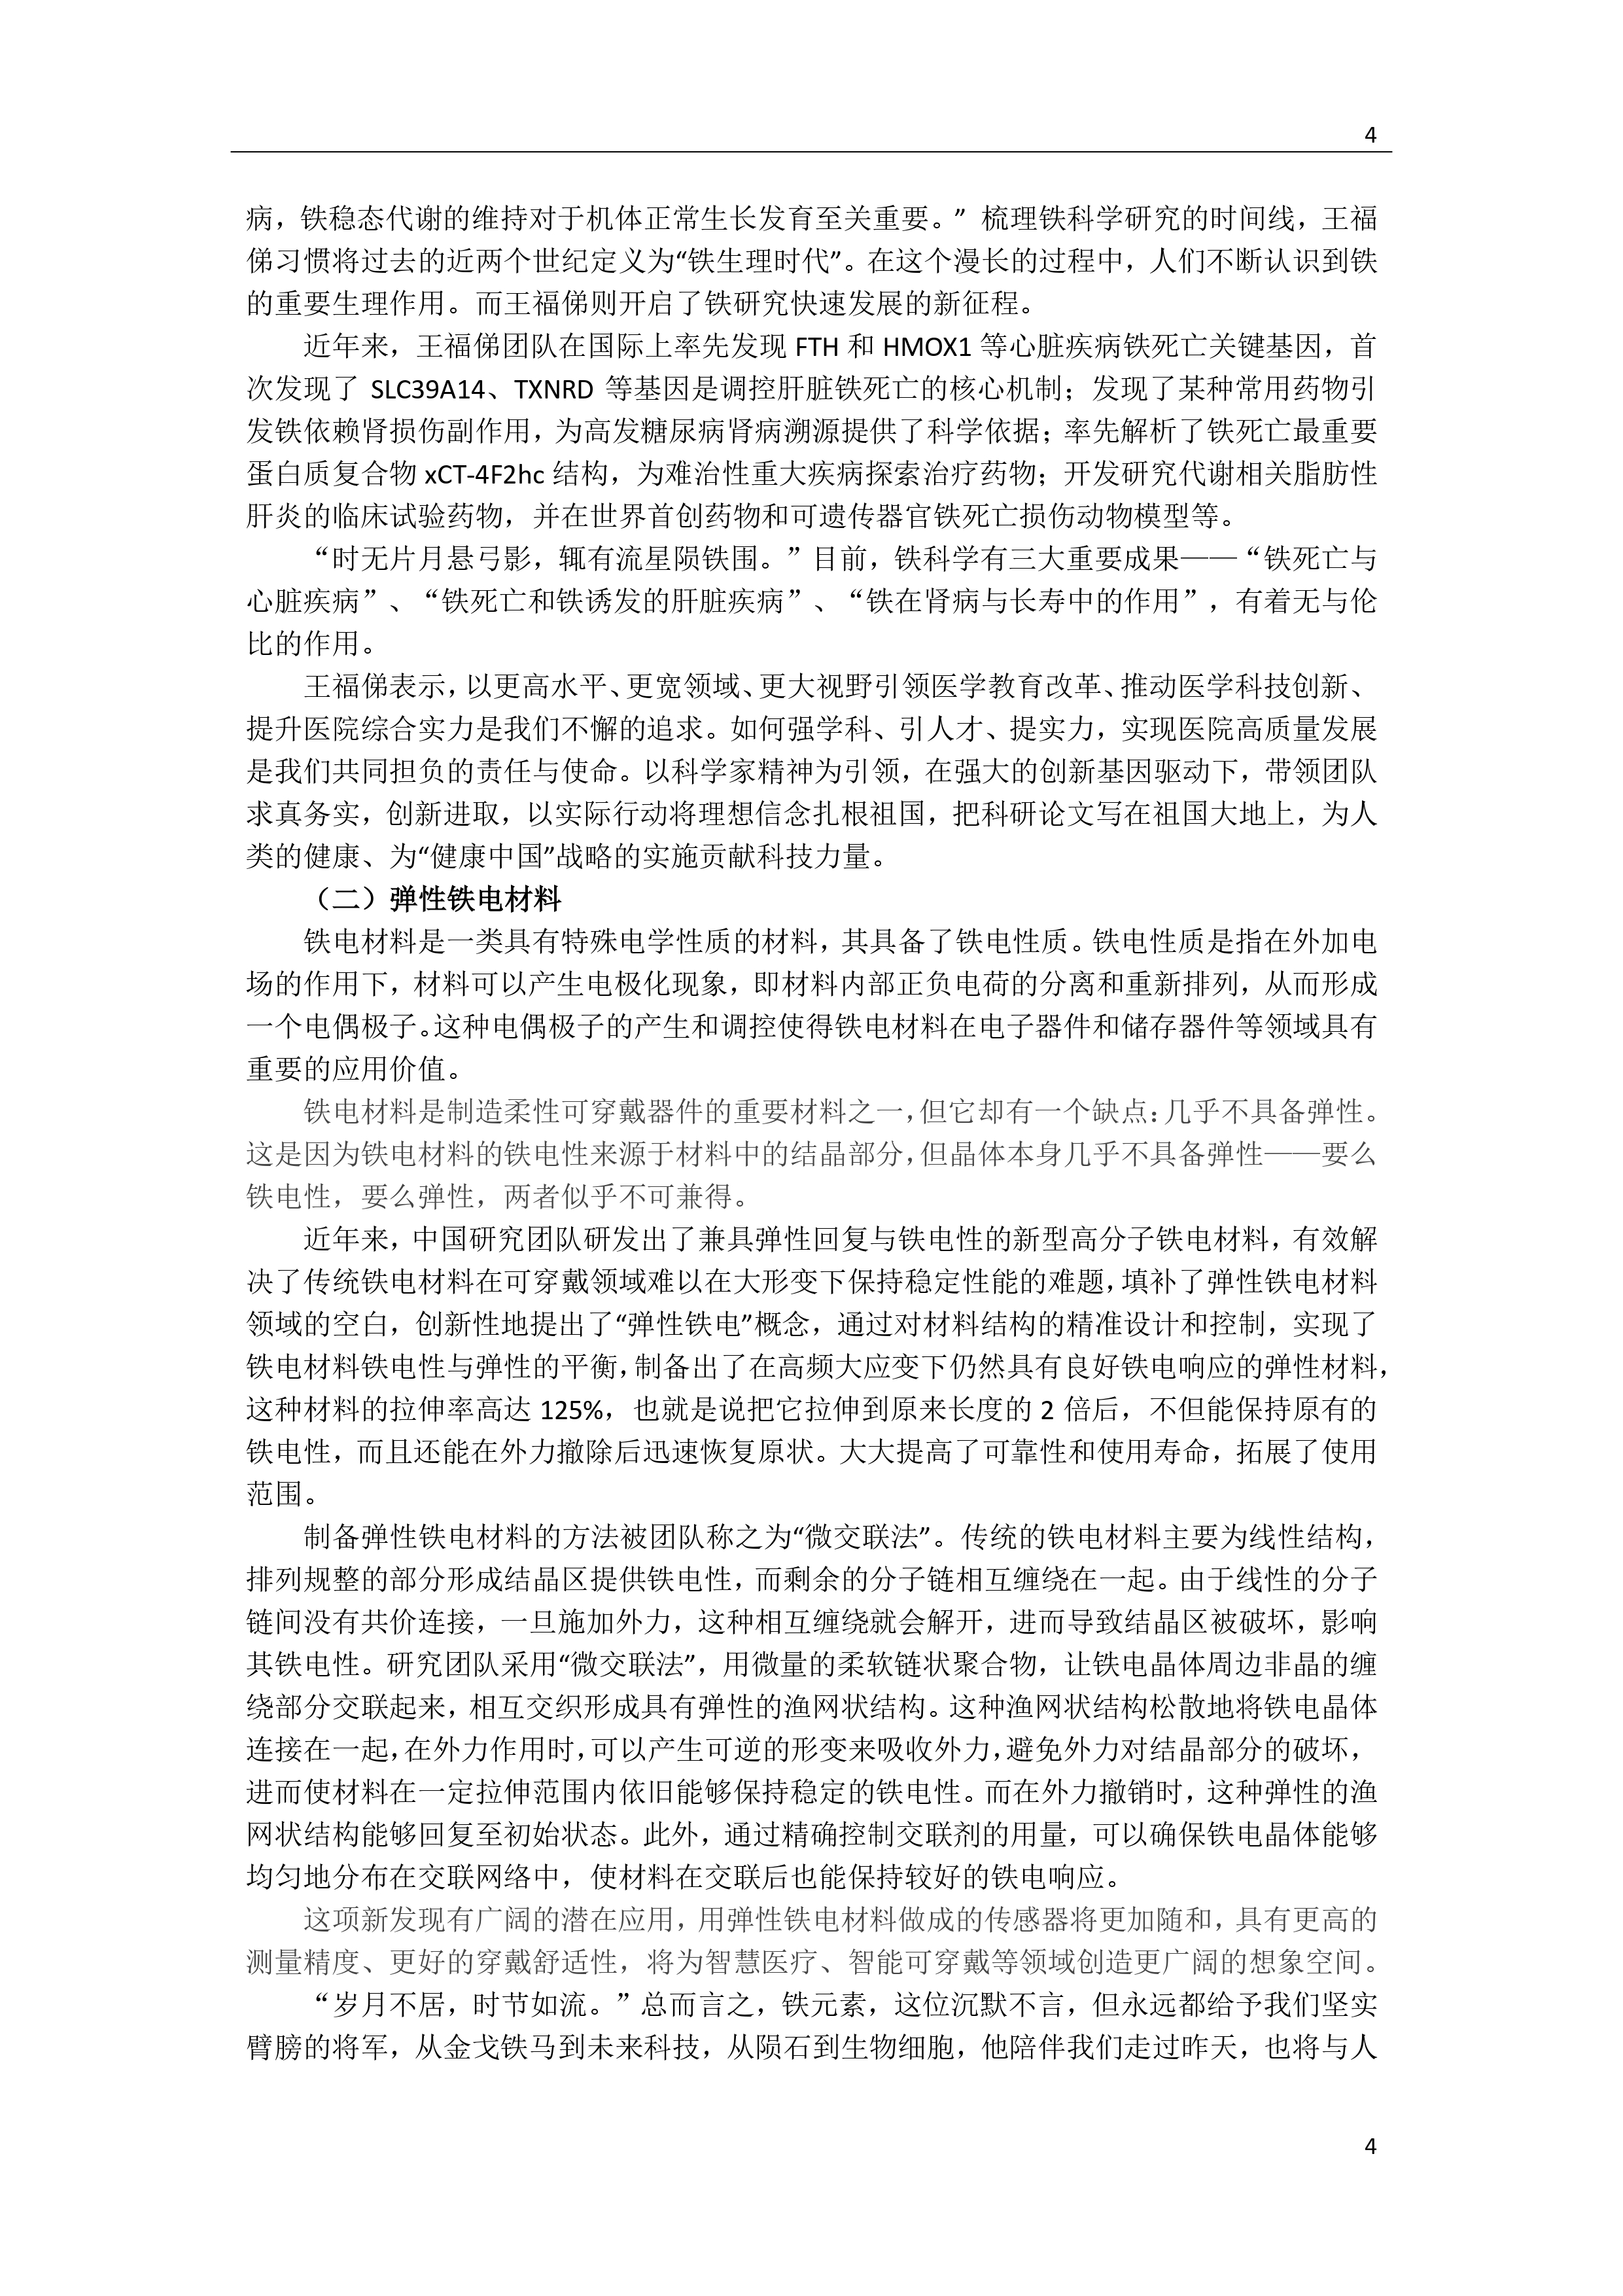 4
病，铁稳态代谢的维持对于机体正常生长发育至关重要。” 梳理铁科学研究的时间线，王福
俤习惯将过去的近两个世纪定义为“铁生理时代”。在这个漫长的过程中，人们不断认识到铁
的重要生理作用。而王福俤则开启了铁研究快速发展的新征程。
近年来，王福俤团队在国际上率先发现 FTH 和 HMOX1 等心脏疾病铁死亡关键基因，首
次发现了 SLC39A14、TXNRD 等基因是调控肝脏铁死亡的核心机制；发现了某种常用药物引
发铁依赖肾损伤副作用，为高发糖尿病肾病溯源提供了科学依据；率先解析了铁死亡最重要
蛋白质复合物 xCT-4F2hc 结构，为难治性重大疾病探索治疗药物；开发研究代谢相关脂肪性
肝炎的临床试验药物，并在世界首创药物和可遗传器官铁死亡损伤动物模型等。
“时无片月悬弓影，辄有流星陨铁围。”目前，铁科学有三大重要成果——“铁死亡与
心脏疾病”、“铁死亡和铁诱发的肝脏疾病”、“铁在肾病与长寿中的作用”，有着无与伦
比的作用。
王福俤表示，以更高水平、更宽领域、更大视野引领医学教育改革、推动医学科技创新、
提升医院综合实力是我们不懈的追求。如何强学科、引人才、提实力，实现医院高质量发展
是我们共同担负的责任与使命。以科学家精神为引领，在强大的创新基因驱动下，带领团队
求真务实，创新进取，以实际行动将理想信念扎根祖国，把科研论文写在祖国大地上，为人
类的健康、为“健康中国”战略的实施贡献科技力量。
（二）弹性铁电材料
铁电材料是一类具有特殊电学性质的材料，其具备了铁电性质。铁电性质是指在外加电
场的作用下，材料可以产生电极化现象，即材料内部正负电荷的分离和重新排列，从而形成
一个电偶极子。这种电偶极子的产生和调控使得铁电材料在电子器件和储存器件等领域具有
重要的应用价值。
铁电材料是制造柔性可穿戴器件的重要材料之一，但它却有一个缺点：几乎不具备弹性。
这是因为铁电材料的铁电性来源于材料中的结晶部分，但晶体本身几乎不具备弹性——要么
铁电性，要么弹性，两者似乎不可兼得。
近年来，中国研究团队研发出了兼具弹性回复与铁电性的新型高分子铁电材料，有效解
决了传统铁电材料在可穿戴领域难以在大形变下保持稳定性能的难题，填补了弹性铁电材料
领域的空白，创新性地提出了“弹性铁电”概念，通过对材料结构的精准设计和控制，实现了
铁电材料铁电性与弹性的平衡，制备出了在高频大应变下仍然具有良好铁电响应的弹性材料，
这种材料的拉伸率高达 125%，也就是说把它拉伸到原来长度的 2 倍后，不但能保持原有的
铁电性，而且还能在外力撤除后迅速恢复原状。大大提高了可靠性和使用寿命，拓展了使用
范围。
制备弹性铁电材料的方法被团队称之为“微交联法”。传统的铁电材料主要为线性结构，
排列规整的部分形成结晶区提供铁电性，而剩余的分子链相互缠绕在一起。由于线性的分子
链间没有共价连接，一旦施加外力，这种相互缠绕就会解开，进而导致结晶区被破坏，影响
其铁电性。研究团队采用“微交联法”，用微量的柔软链状聚合物，让铁电晶体周边非晶的缠
绕部分交联起来，相互交织形成具有弹性的渔网状结构。这种渔网状结构松散地将铁电晶体
连接在一起，在外力作用时，可以产生可逆的形变来吸收外力，避免外力对结晶部分的破坏，
进而使材料在一定拉伸范围内依旧能够保持稳定的铁电性。而在外力撤销时，这种弹性的渔
网状结构能够回复至初始状态。此外，通过精确控制交联剂的用量，可以确保铁电晶体能够
均匀地分布在交联网络中，使材料在交联后也能保持较好的铁电响应。
这项新发现有广阔的潜在应用，用弹性铁电材料做成的传感器将更加随和，具有更高的
测量精度、更好的穿戴舒适性，将为智慧医疗、智能可穿戴等领域创造更广阔的想象空间。
“岁月不居，时节如流。”总而言之，铁元素，这位沉默不言，但永远都给予我们坚实
臂膀的将军，从金戈铁马到未来科技，从陨石到生物细胞，他陪伴我们走过昨天，也将与人
4